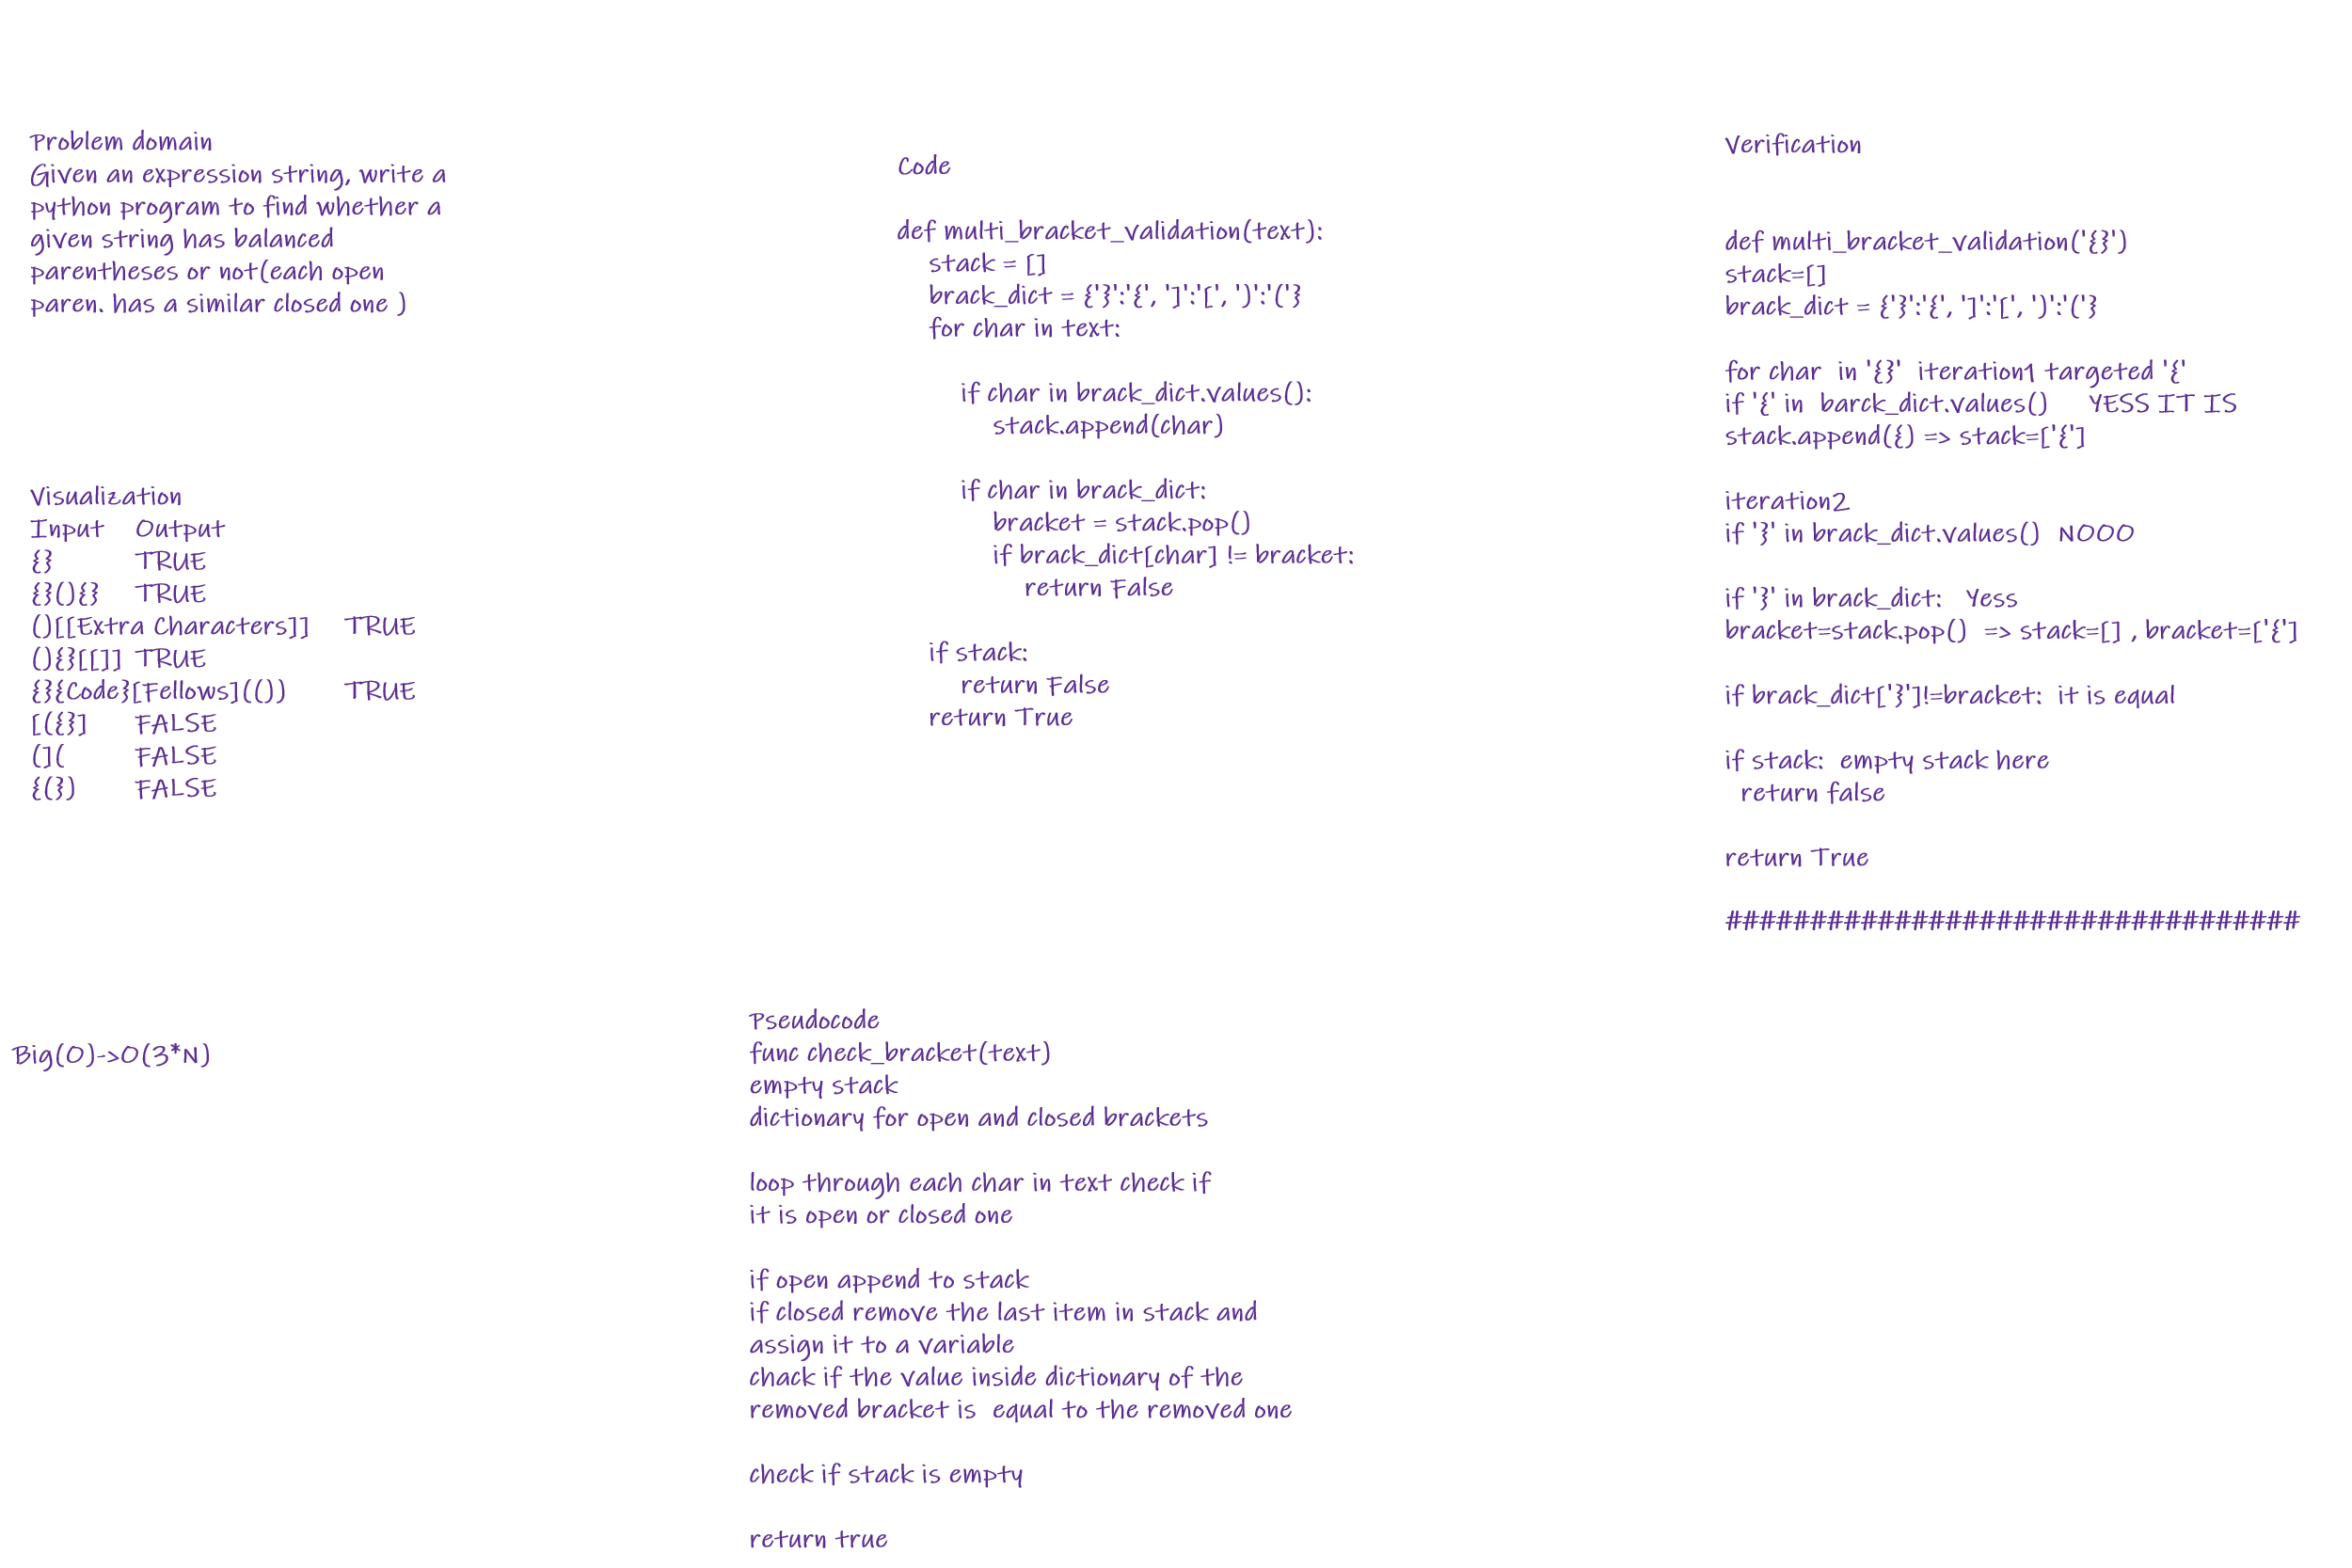 Problem domain
Given an expression string, write a
python program to find whether a
given string has balanced
parentheses or not(each open
paren. has a similar closed one )
Visualization
Input Output
{} TRUE
{}(){} TRUE
()[[Extra Characters]] TRUE
(){}[[]] TRUE
{}{Code}[Fellows](()) TRUE
[({}] FALSE
(]( FALSE
{(}) FALSE
Big(O)->O(3*N)
Code
def multi_bracket_validation(text):
stack = []
brack_dict = {'}':'{', ']':'[', ')':'('}
for char in text:
if char in brack_dict.values():
stack.append(char)
if char in brack_dict:
bracket = stack.pop()
if brack_dict[char] != bracket:
return False
if stack:
return False
return True
Pseudocode
func check_bracket(text)
empty stack
dictionary for open and closed brackets
loop through each char in text check if
it is open or closed one
if open append to stack
if closed remove the last item in stack and
assign it to a variable
chack if the value inside dictionary of the
removed bracket is  equal to the removed one
check if stack is empty
return true
Verification
def multi_bracket_validation('{}')
stack=[]
brack_dict = {'}':'{', ']':'[', ')':'('}
for char  in '{}'  iteration1 targeted '{'
if '{' in  barck_dict.values()     YESS IT IS
stack.append({) => stack=['{']
iteration2
if '}' in brack_dict.values()  NOOO
if '}' in brack_dict:   Yess
bracket=stack.pop()  => stack=[] , bracket=['{']
if brack_dict['}']!=bracket:  it is equal
if stack:  empty stack here
return false
return True
##################################